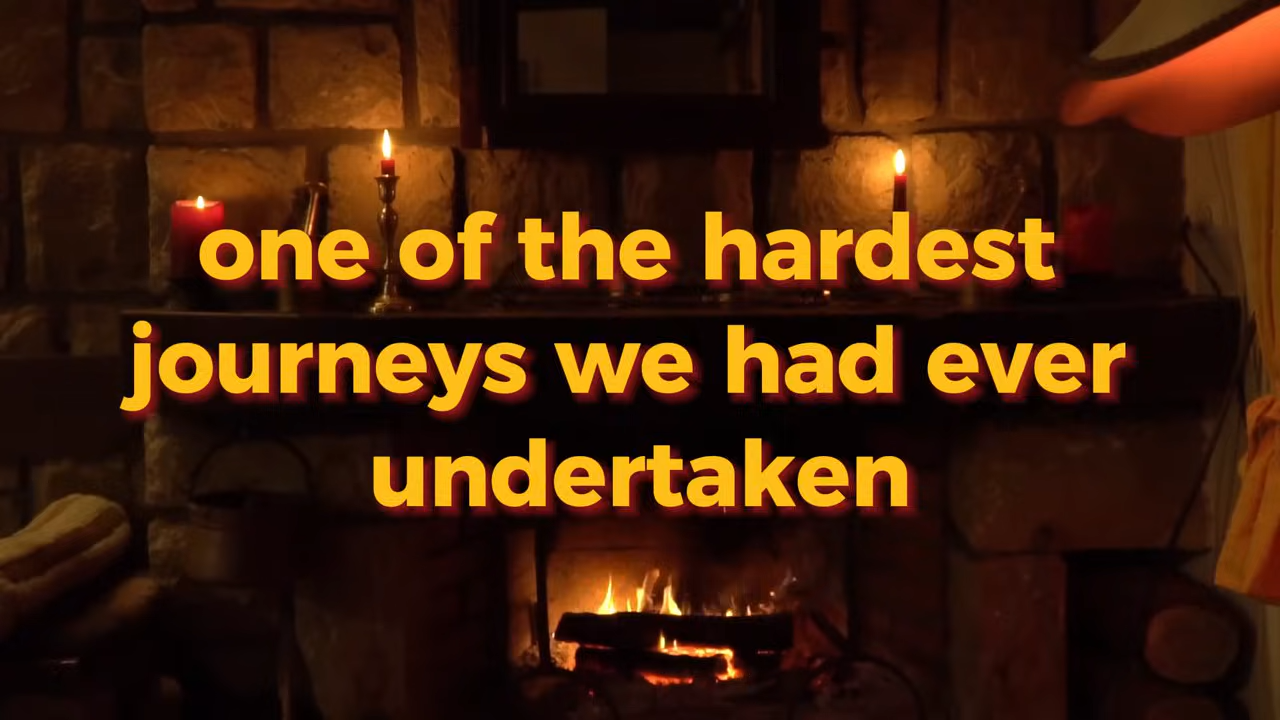 one of the hardest
journeys we had ever
undertaken